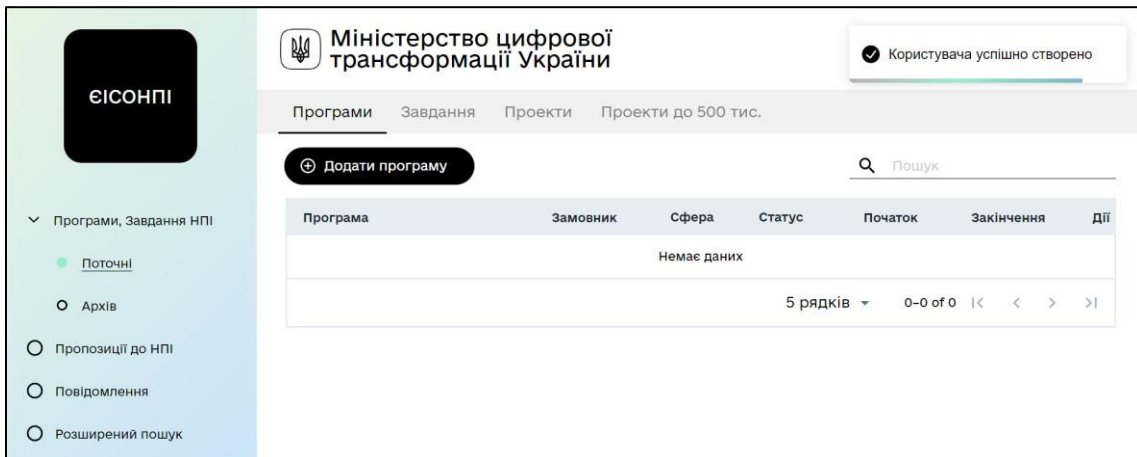 ЄІСОНПІ
Програми, Завдання НПІ
Поточні
Архів
Пропозиції до НПІ
Повідомлення
Розширений пошук
Міністерство цифрової
трансформації України
Користувача успішно створено
Програми Завдання Проекти Проекти до 500 тис.
Додати програму
Пошук
Програма Замовник Сфера Статус Початок Закінчення Дії
Немає даних
5 рядків 0-0 of 0